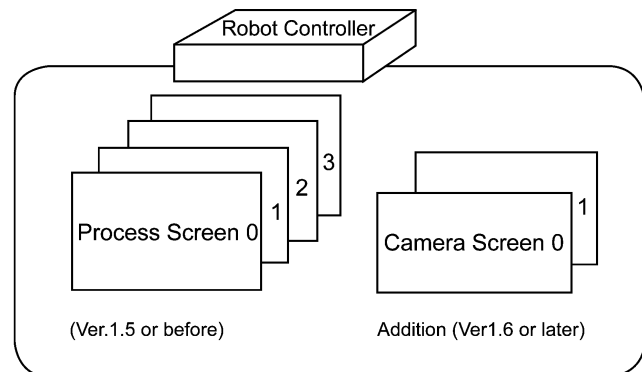 Robot Controller
3
2
1
Process Screen 0
1
Camera Screen 0
(Ver.1.5 or before)
Addition (Ver1.6 or later)